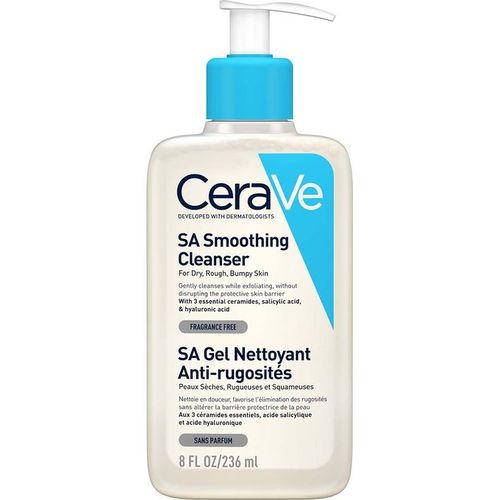 CeraVe
DEVELOPED WITH DERMATOLOGISTS
SA Smoothing
Cleanser
For Dry, Rough, Bumpy Skin
Gently cleanses while exfoliating, without
disrupting the protective skin barrier
With 3 essential ceramides, salicylic acid,
& hyaluronic acid
FRAGRANCE FREE
SA Gel Nettoyant
Anti-rugosités
Peaux Sèches, Rugueuses et Squameuses
Nettoie en douceur, favorise l'élimination des rugosités
sans altérer la barrière protectrice de la peau
Aux 3 céramides essentiels, acide salicylique
et acide hyaluronique
SANS PARFUM
8 FL OZ/236 ml